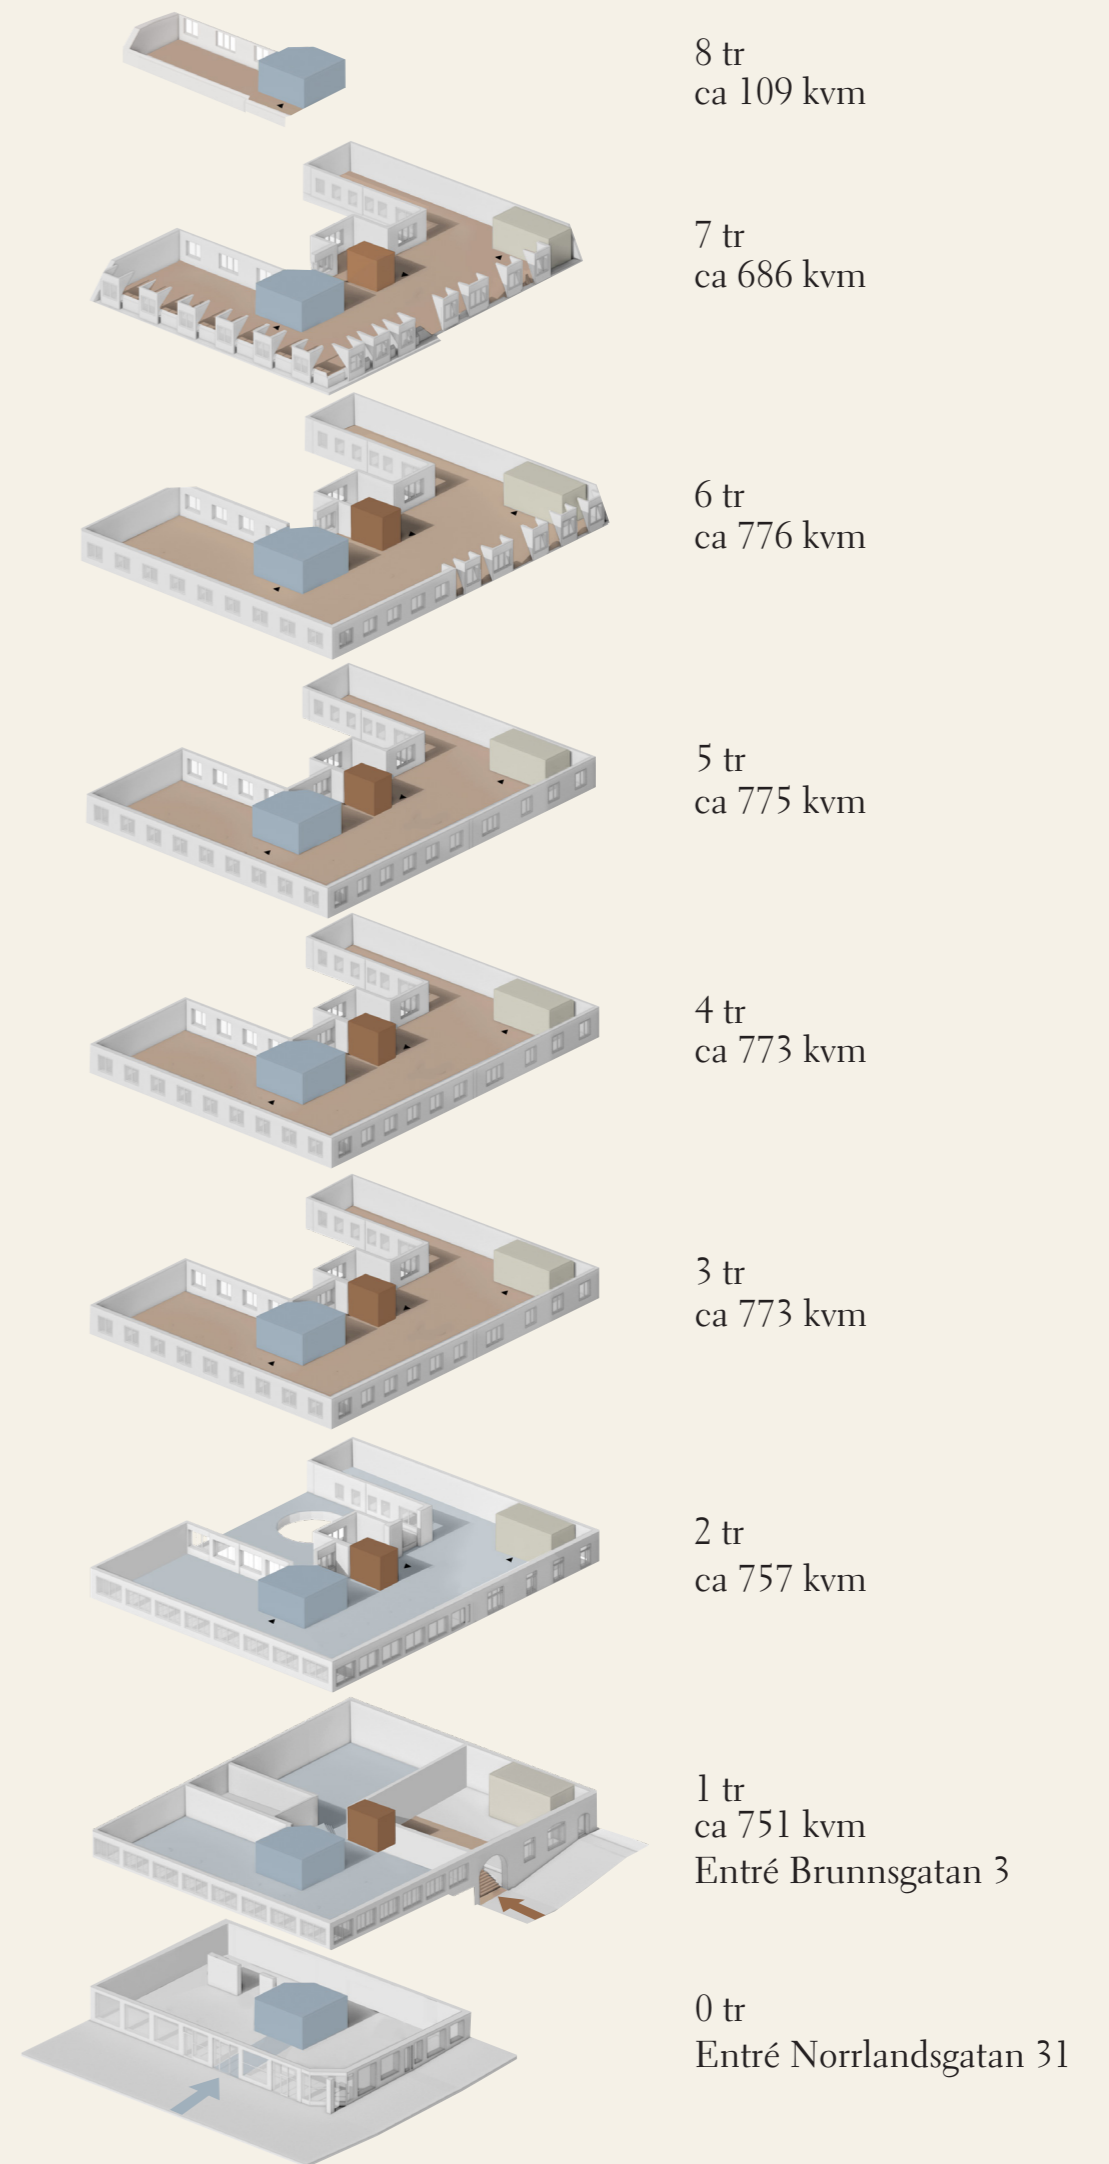 8 tr
ca 109 kvm
7 tr
ca 686 kvm
6 tr
ca 776 kvm
5 tr
ca 775 kvm
4 tr
ca 773 kvm
3 tr
ca 773 kvm
2 tr
ca 757 kvm
1 tr
ca 751 kvm
Entré Brunnsgatan 3
0 tr
Entré Norrlandsgatan 31